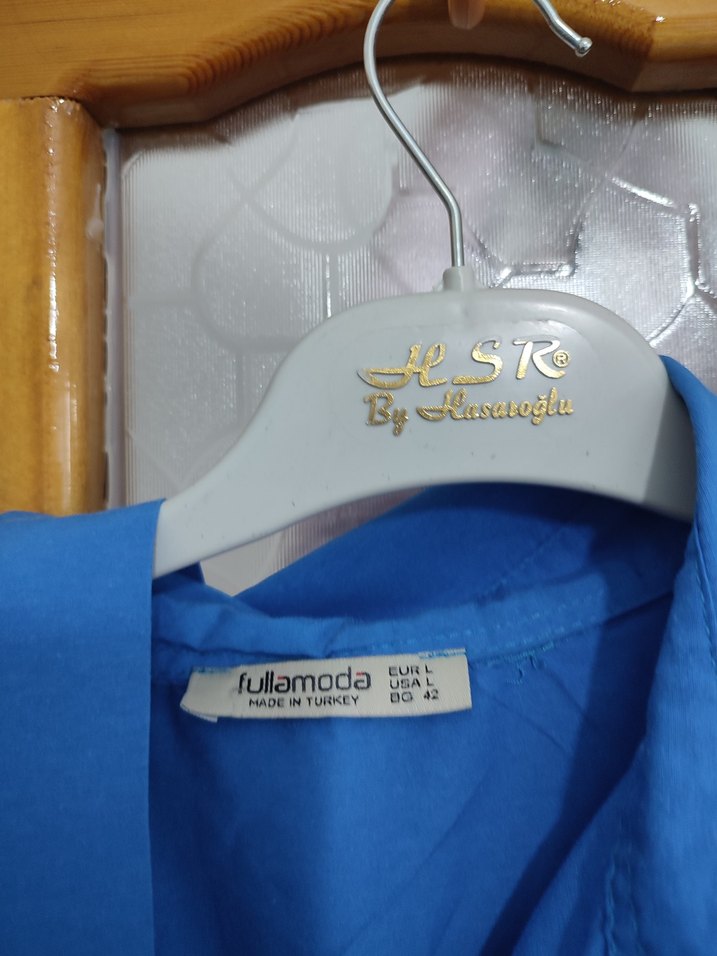 HSR®
By Hasaroğlu
fullamoda
MADE IN TURKEY
EUR L
USA L
BG 42